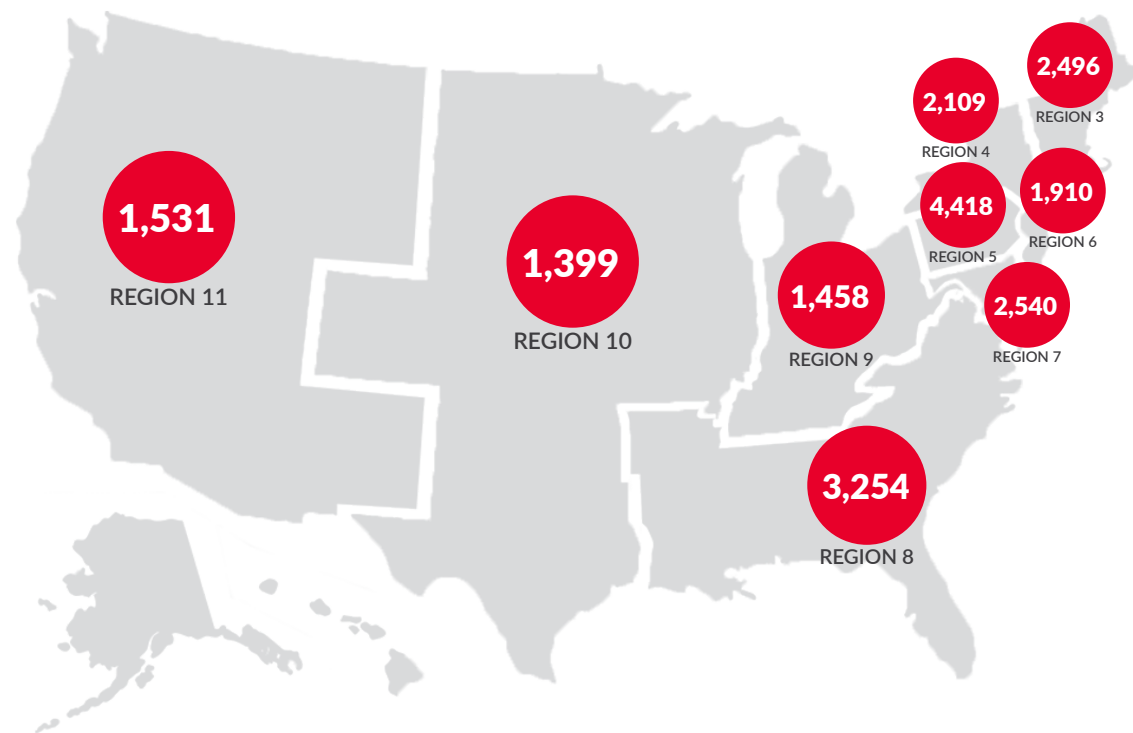 2,496
REGION 3
2,109
REGION 4
1,910
REGION 6
4,418
REGION 5
1,531
REGION 11
1,399
REGION 10
1,458
REGION 9
2,540
REGION 7
3,254
REGION 8